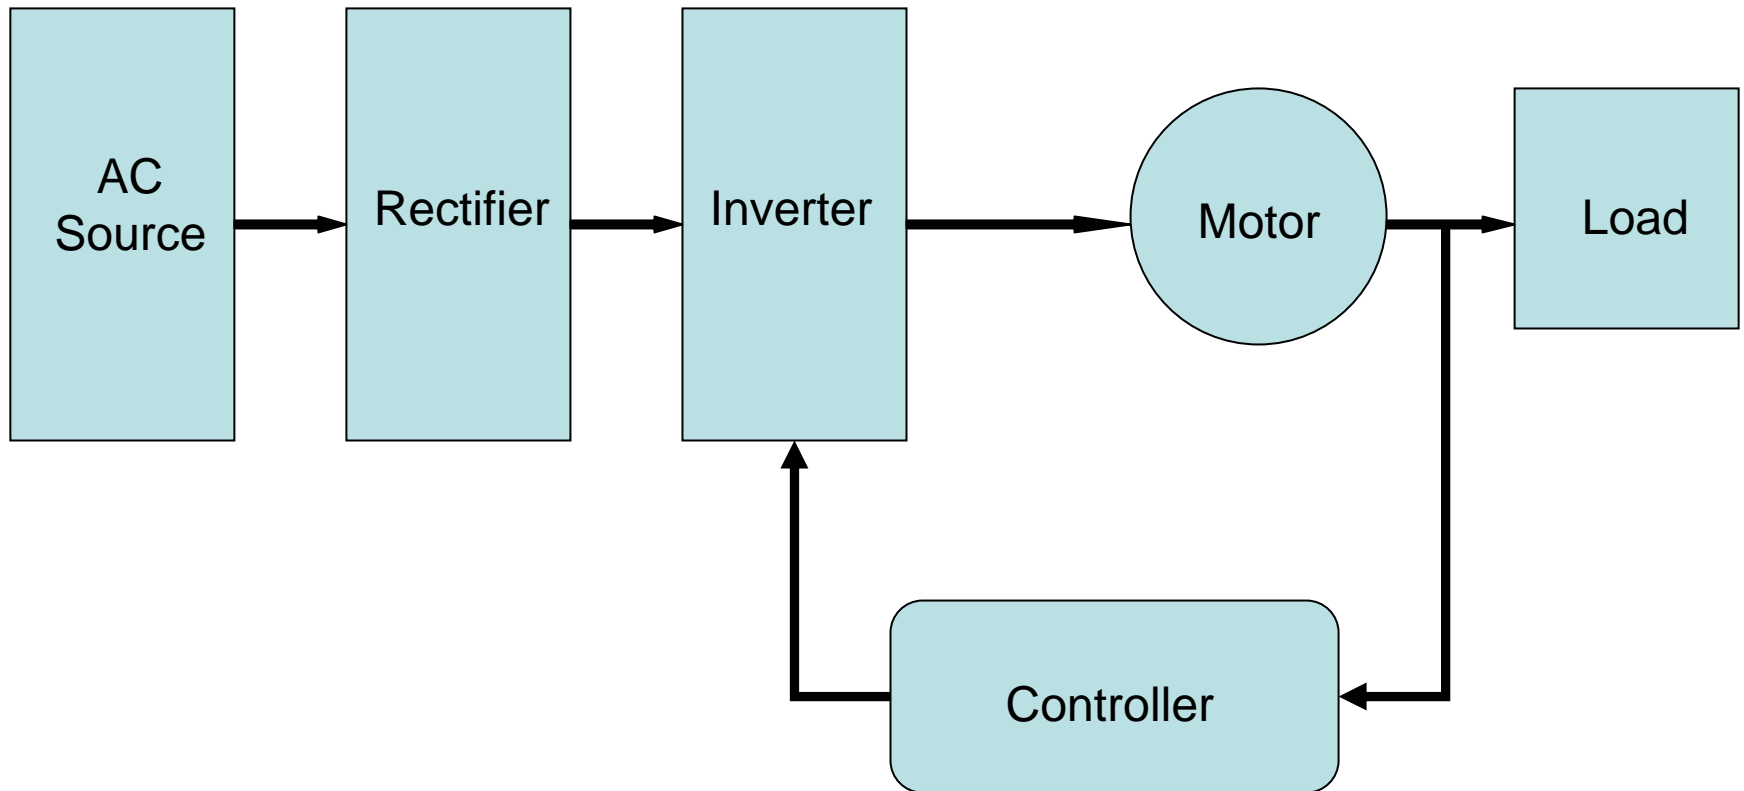 AC
Source
Rectifier
Inverter
Motor
Load
Controller